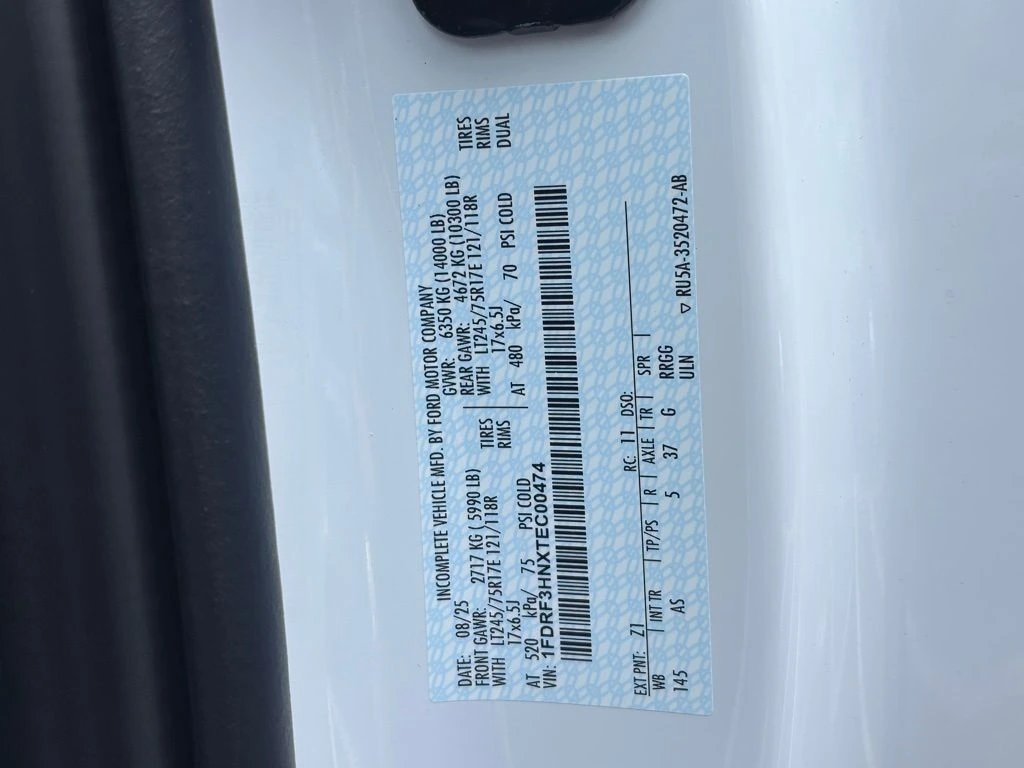 INCOMPLETE VEHICLE MFD. BY FORD MOTOR COMPANY
DATE: 08/25 GVWR: 6350 KG (14000 LB)
FRONT GAWR: 2717 KG ( 5990 LB) REAR GAWR: 4672 KG (10300 LB)
WITH LT245/75R17E 121/118R TIRES WITH LT245/75R17E 121/118R TIRES
17x6.5J RIMS 17x6.5J RIMS
AT 520 kPa/ 75 PSI COLD AT 480 kPa/ 70 PSI COLD DUAL
VIN: 1FDRF3HNXTEC00474
EXT PNT: Z1 RC: 11 DSO:
WB INT TR TP/PS R AXLE TR SPR
145 AS 5 37 G RRGG
ULN ▽ RU5A-3520472-AB